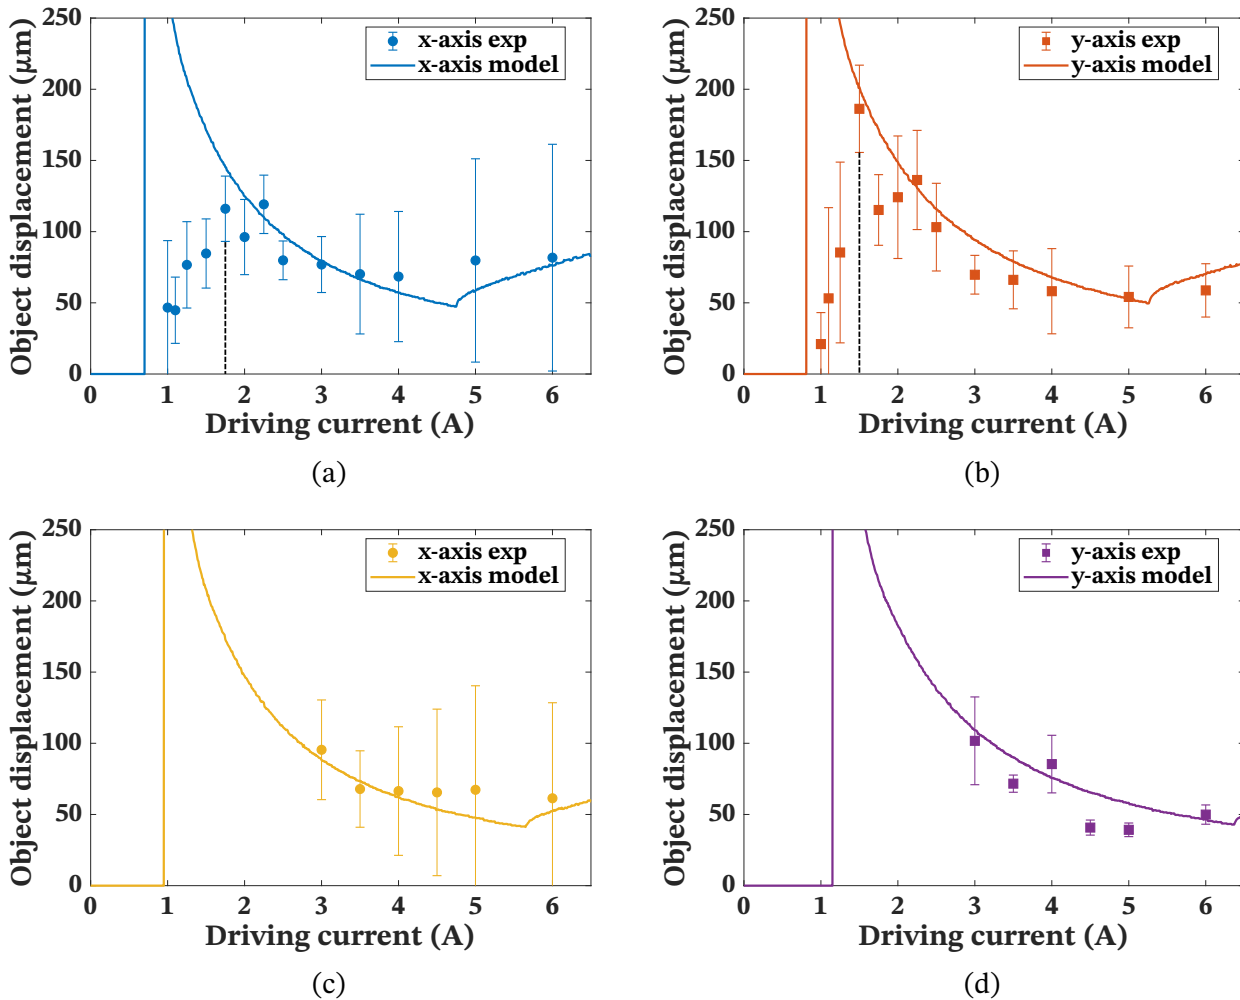 250
200
150
100
50
0
0 1 2 3 4 5 6
Object displacement (μm)
Driving current (A)
x-axis exp
x-axis model
(a)
250
200
150
100
50
0
0 1 2 3 4 5 6
Object displacement (μm)
Driving current (A)
y-axis exp
y-axis model
(b)
250
200
150
100
50
0
0 1 2 3 4 5 6
Object displacement (μm)
Driving current (A)
x-axis exp
x-axis model
(c)
250
200
150
100
50
0
0 1 2 3 4 5 6
Object displacement (μm)
Driving current (A)
y-axis exp
y-axis model
(d)